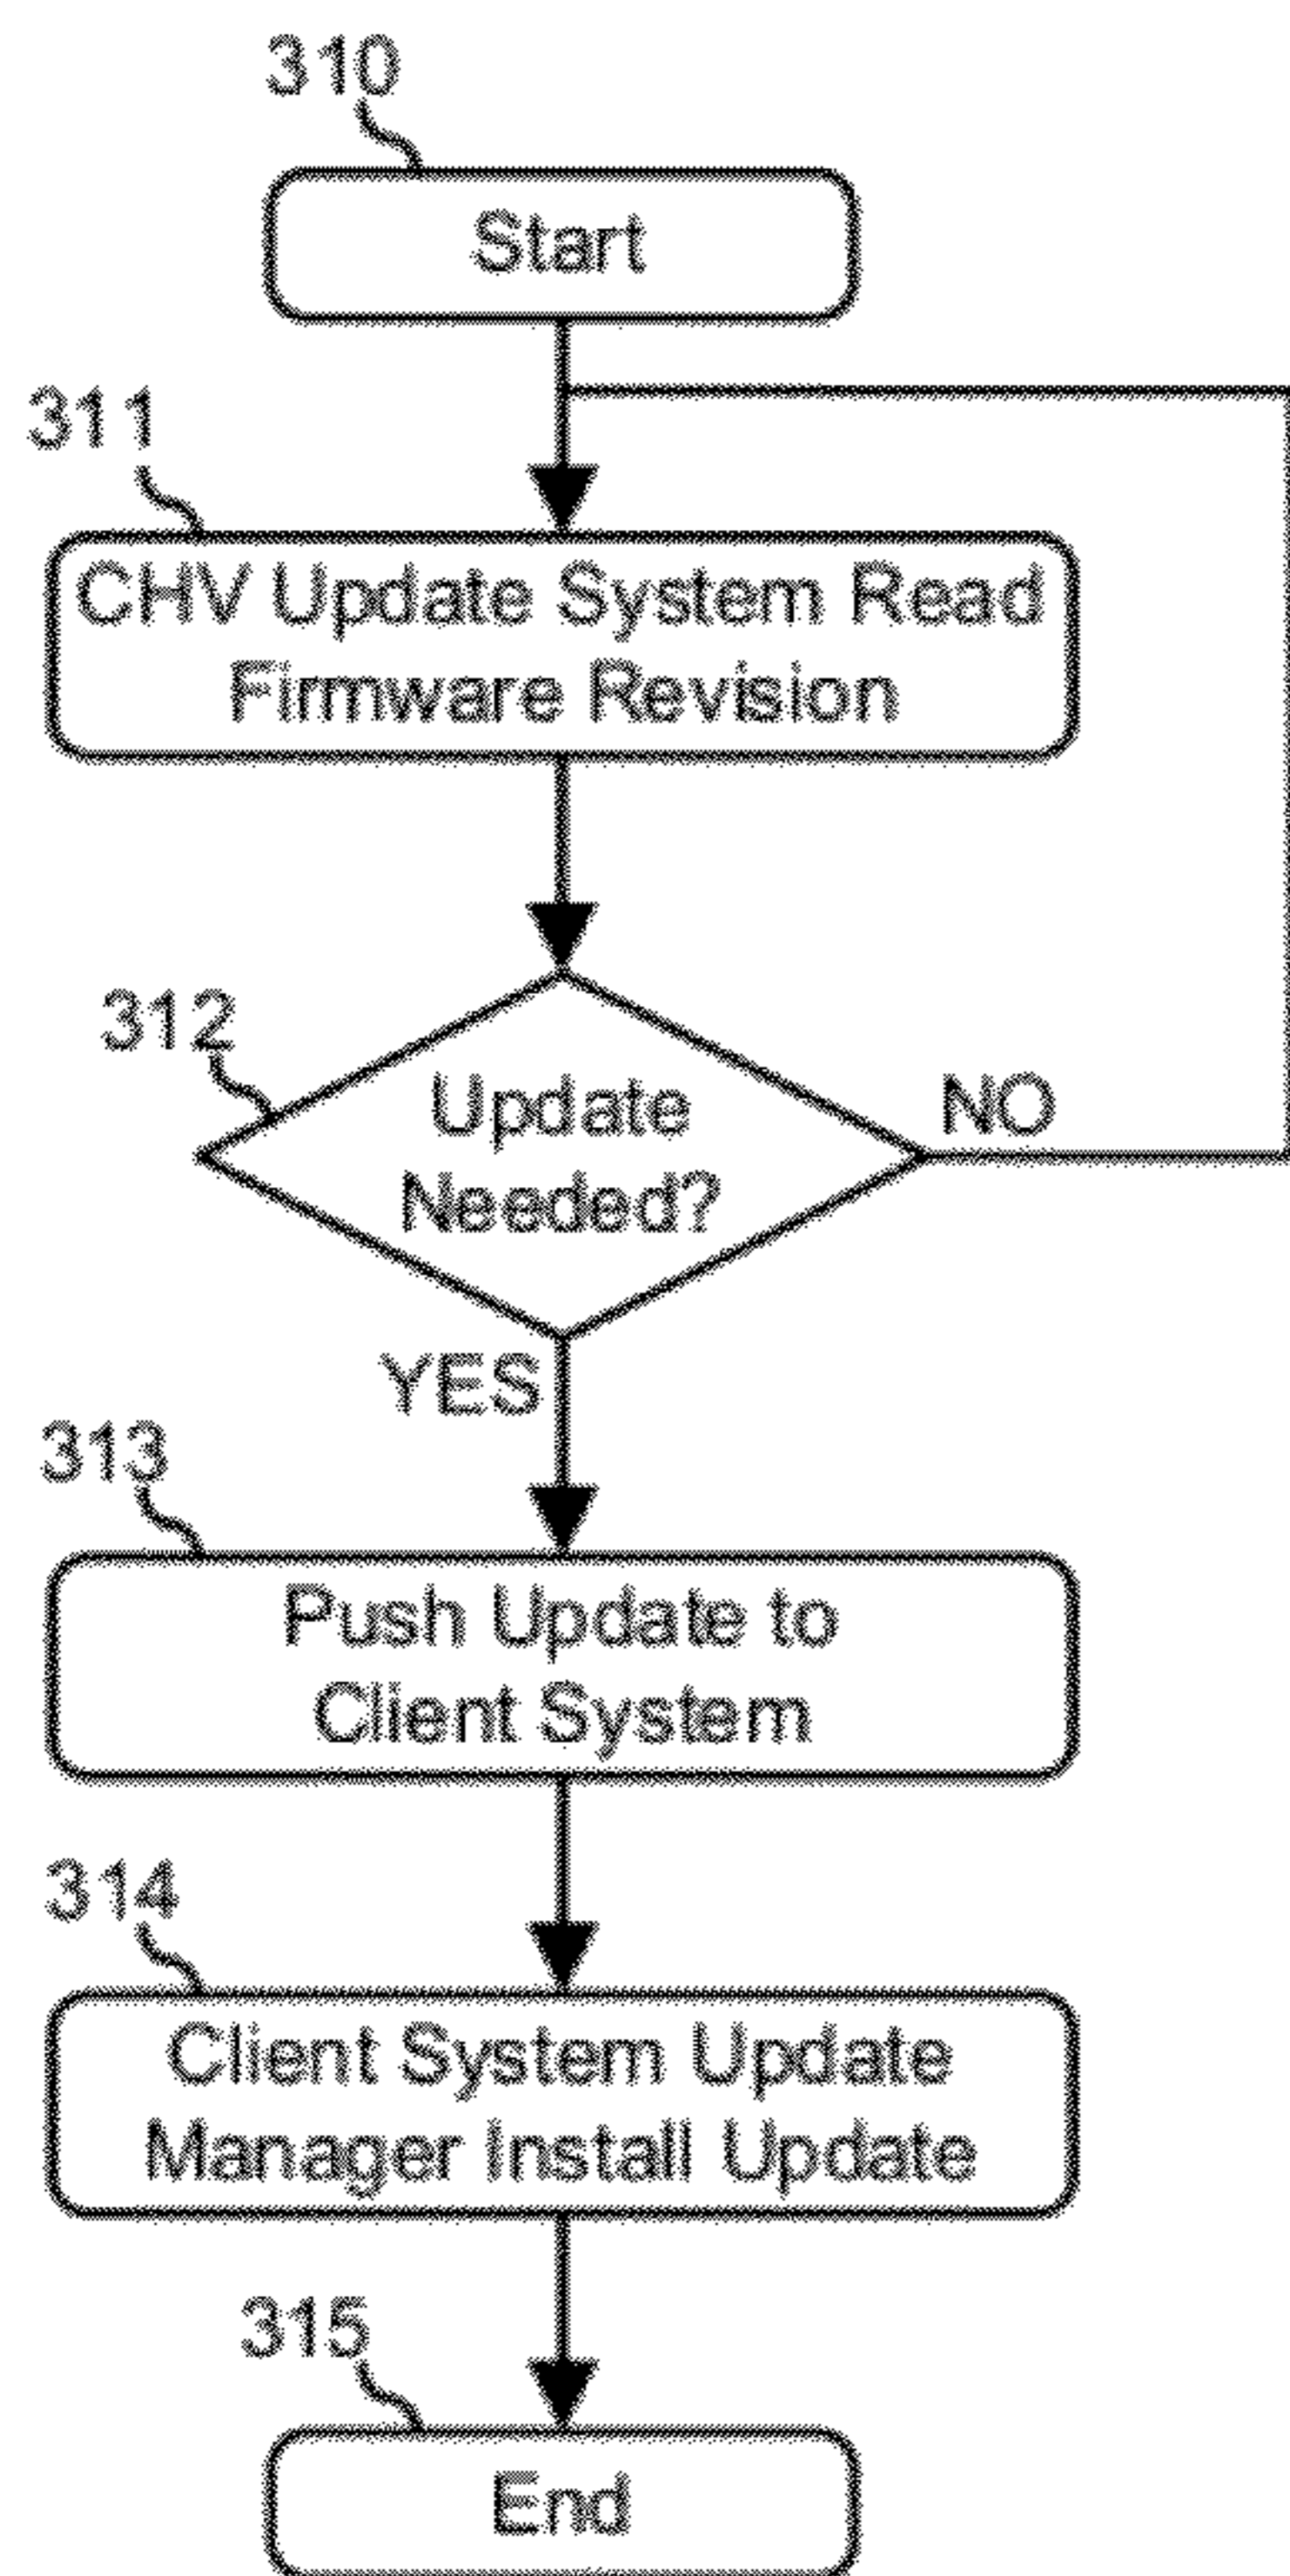 310
Start
311
CHV Update System Read
Firmware Revision
312
Update
Needed?
NO
YES
313
Push Update to
Client System
314
Client System Update
Manager Install Update
315
End